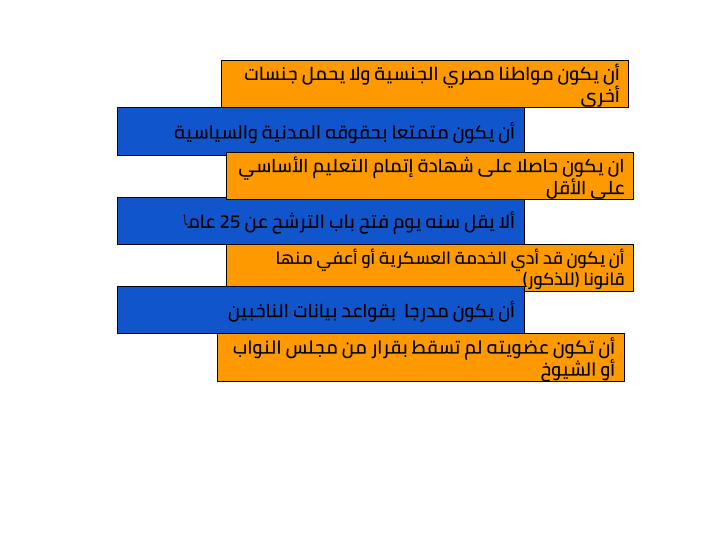 أن يكون مواطنا مصري الجنسية ولا يحمل جنسات
أخرى
أن يكون متمتعا بحقوقه المدنية والسياسية
ان يكون حاصلا على شهادة إتمام التعليم الأساسي
على الأقل
ألا يقل سنه يوم فتح باب الترشح عن 25 عاما
أن يكون قد أدي الخدمة العسكرية أو أعفي منها
قانونا (للذكور)
أن يكون مدرجا بقواعد بيانات الناخبين
أن تكون عضويته لم تسقط بقرار من مجلس النواب
أو الشيوخ